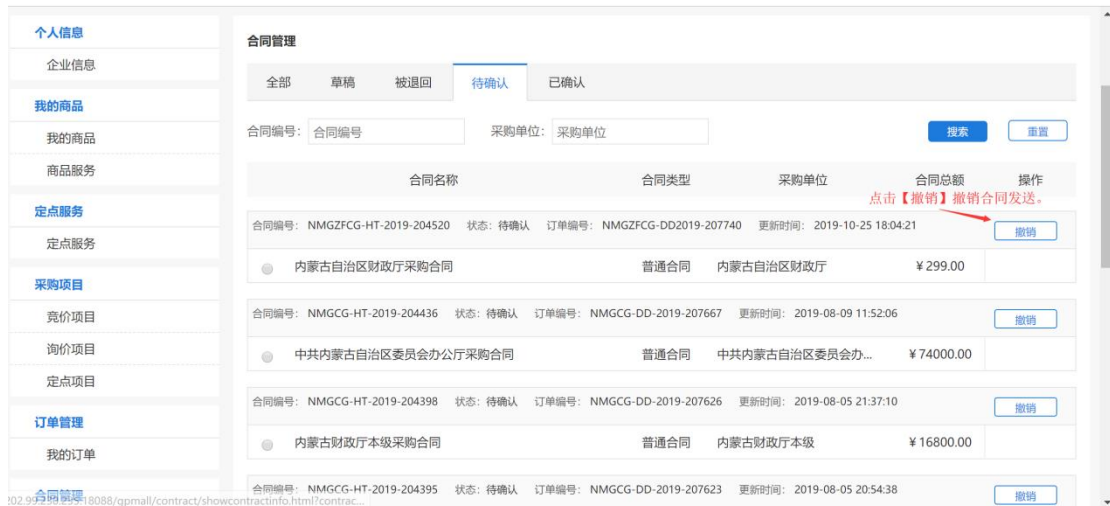 个人信息
企业信息
我的商品
我的商品
商品服务
定点服务
定点服务
采购项目
竞价项目
询价项目
定点项目
订单管理
我的订单
合同管理
合同管理
全部 草稿 被退回 待确认 已确认
合同编号: 合同编号 采购单位: 采购单位 搜索 重置
合同名称 合同类型 采购单位 合同总额 操作
点击【撤销】撤销合同发送。
合同编号: NMGZFCG-HT-2019-204520 状态: 待确认 订单编号: NMGZFCG-DD2019-207740 更新时间: 2019-10-25 18:04:21 撤销
内蒙古自治区财政厅采购合同 普通合同 内蒙古自治区财政厅 ¥299.00
合同编号: NMGCG-HT-2019-204436 状态: 待确认 订单编号: NMGCG-DD-2019-207667 更新时间: 2019-08-09 11:52:06 撤销
中共内蒙古自治区委员会办公厅采购合同 普通合同 中共内蒙古自治区委员会办... ¥74000.00
合同编号: NMGCG-HT-2019-204398 状态: 待确认 订单编号: NMGCG-DD-2019-207626 更新时间: 2019-08-05 21:37:10 撤销
内蒙古财政厅本级采购合同 普通合同 内蒙古财政厅本级 ¥16800.00
合同编号: NMGCG-HT-2019-204395 状态: 待确认 订单编号: NMGCG-DD-2019-207623 更新时间: 2019-08-05 20:54:38 撤销